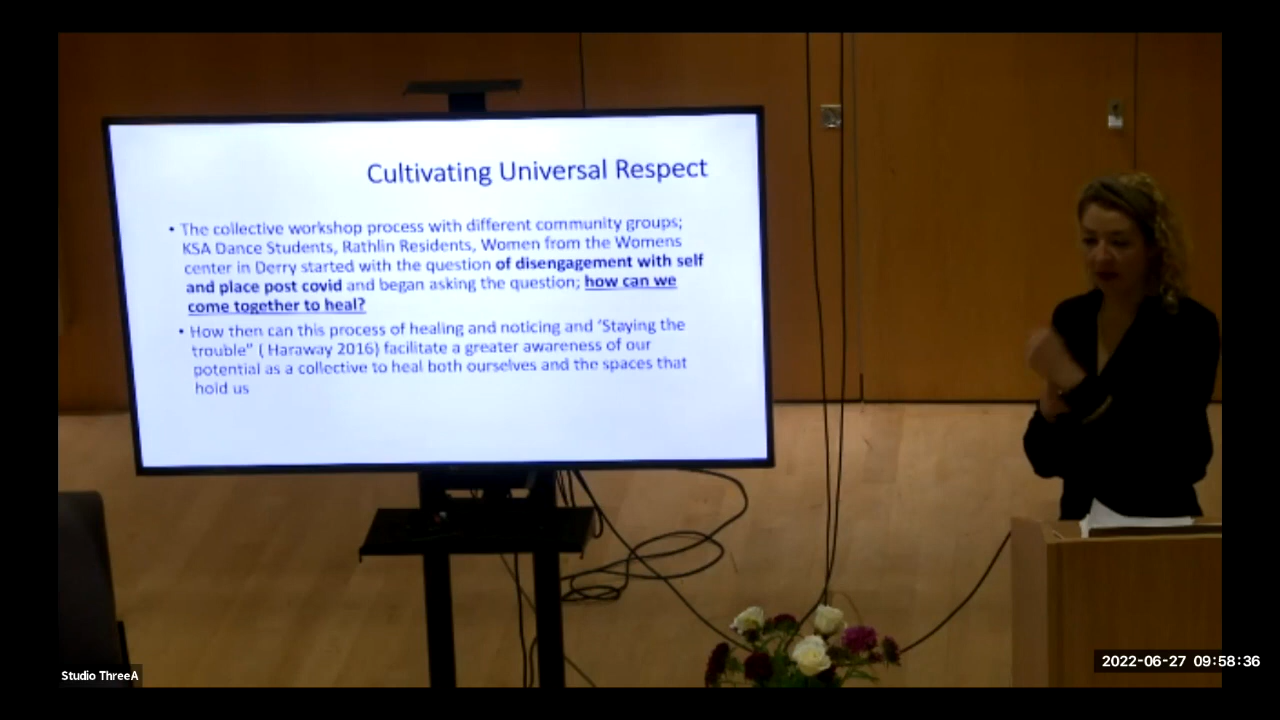 Cultivating Universal Respect
• The collective workshop process with different community groups;
KSA Dance Students, Rathlin Residents, Women from the Womens
center in Derry started with the question of disengagement with self
and place post covid and began asking the question; how can we
come together to heal?
• How then can this process of healing and noticing and 'Staying the
trouble" ( Haraway 2016) facilitate a greater awareness of our
potential as a collective to heal both ourselves and the spaces that
hold us
Studio ThreeA
2022-06-27 09:58:36